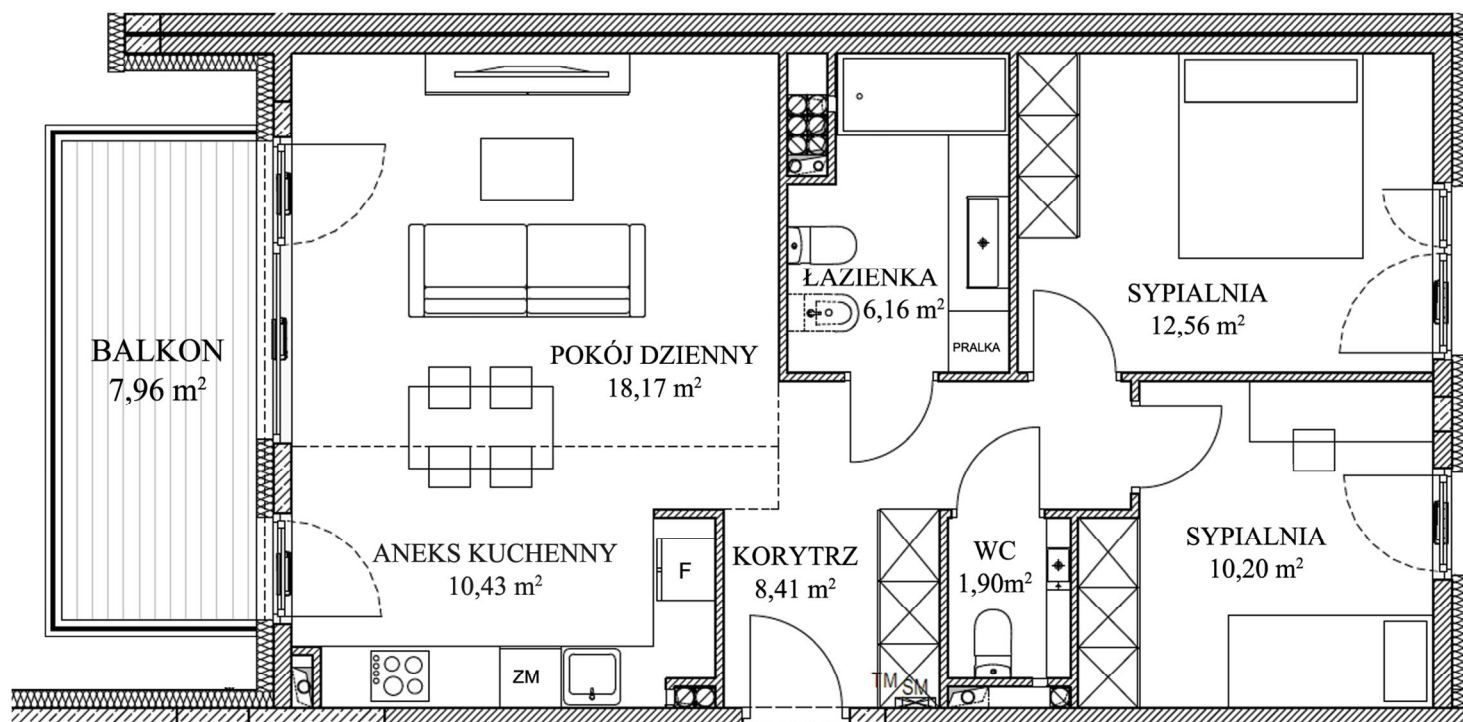 BALKON
7,96 m²
POKÓJ DZIENNY
18,17 m²
ANEKS KUCHENNY
10,43 m²
ZM
F
KORYTRZ
8,41 m²
TM SM
ŁAZIENKA
6,16 m²
PRALKA
WC
1,90m²
SYPIALNIA
12,56 m²
SYPIALNIA
10,20 m²